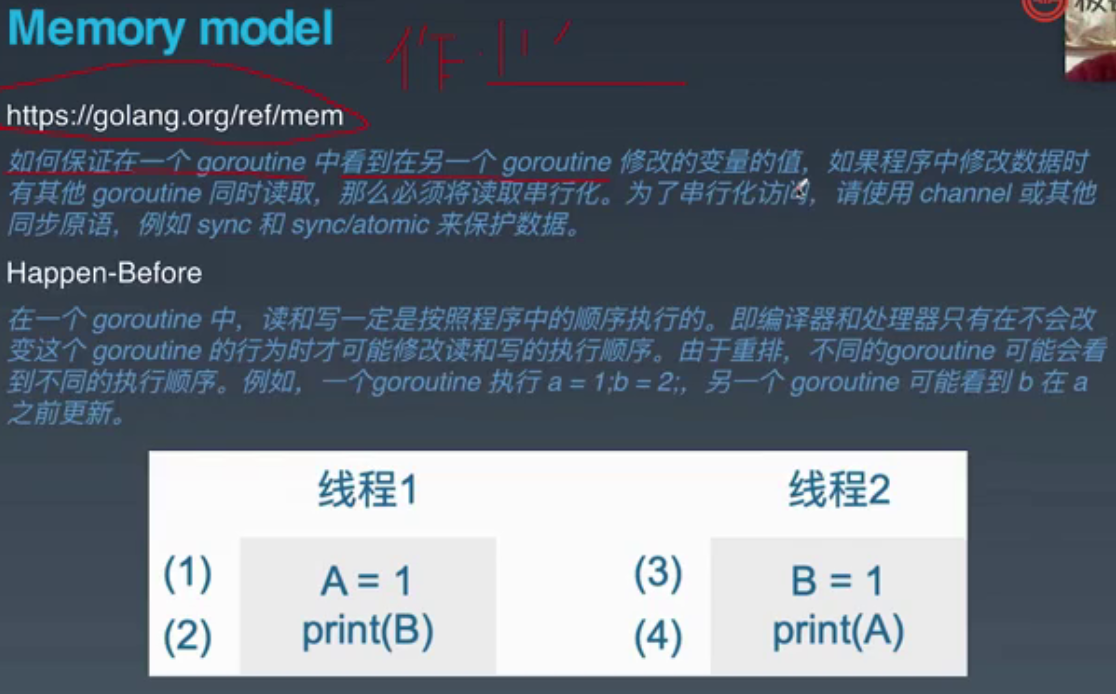 Memory model
作业
https://golang.org/ref/mem
如何保证在一个 goroutine 中看到在另一个 goroutine 修改的变量的值，如果程序中修改数据时
有其他 goroutine 同时读取，那么必须将读取串行化。为了串行化访问，请使用 channel 或其他
同步原语，例如 sync 和 sync/atomic 来保护数据。
Happen-Before
在一个 goroutine 中，读和写一定是按照程序中的顺序执行的。即编译器和处理器只有在不会改
变这个 goroutine 的行为时才可能修改读和写的执行顺序。由于重排，不同的goroutine 可能会看
到不同的执行顺序。例如，一个goroutine 执行 a = 1;b = 2;，另一个 goroutine 可能看到 b 在 a
之前更新。
线程1 线程2
(1) A = 1 (3) B = 1
(2) print(B) (4) print(A)